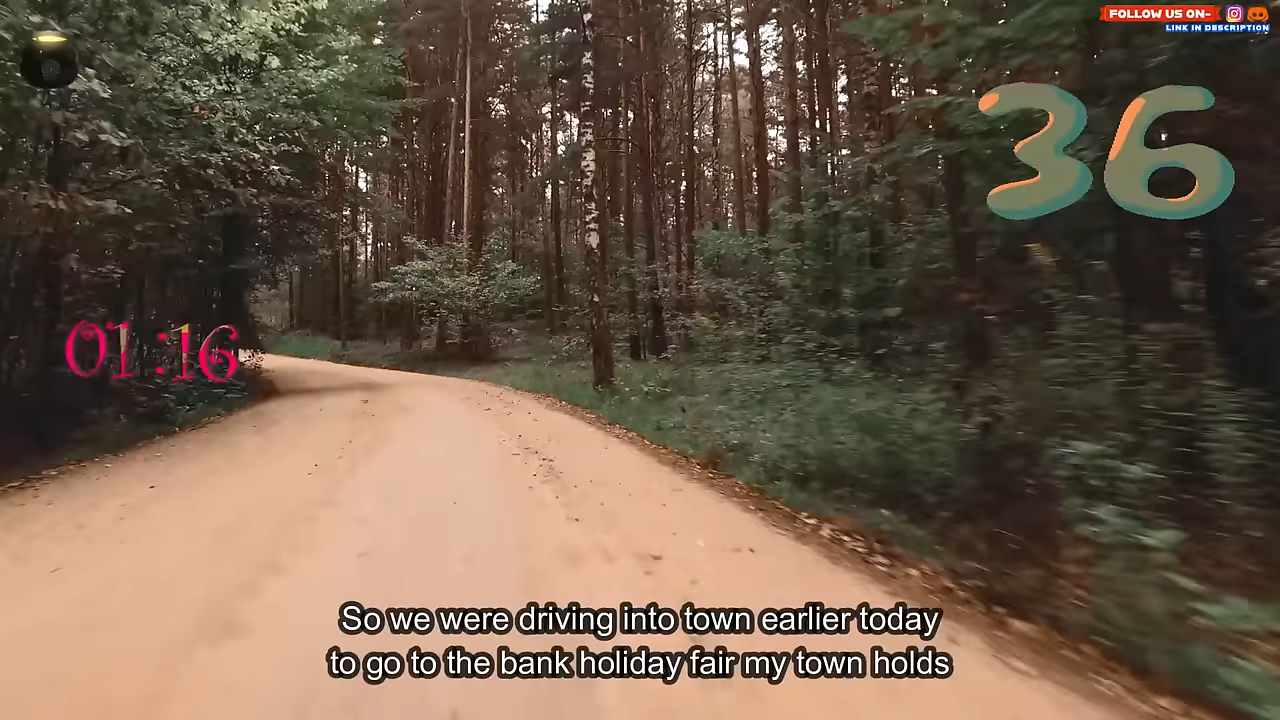 FOLLOW US ON-
LINK IN DESCRIPTION
36
01:16
So we were driving into town earlier today
to go to the bank holiday fair my town holds